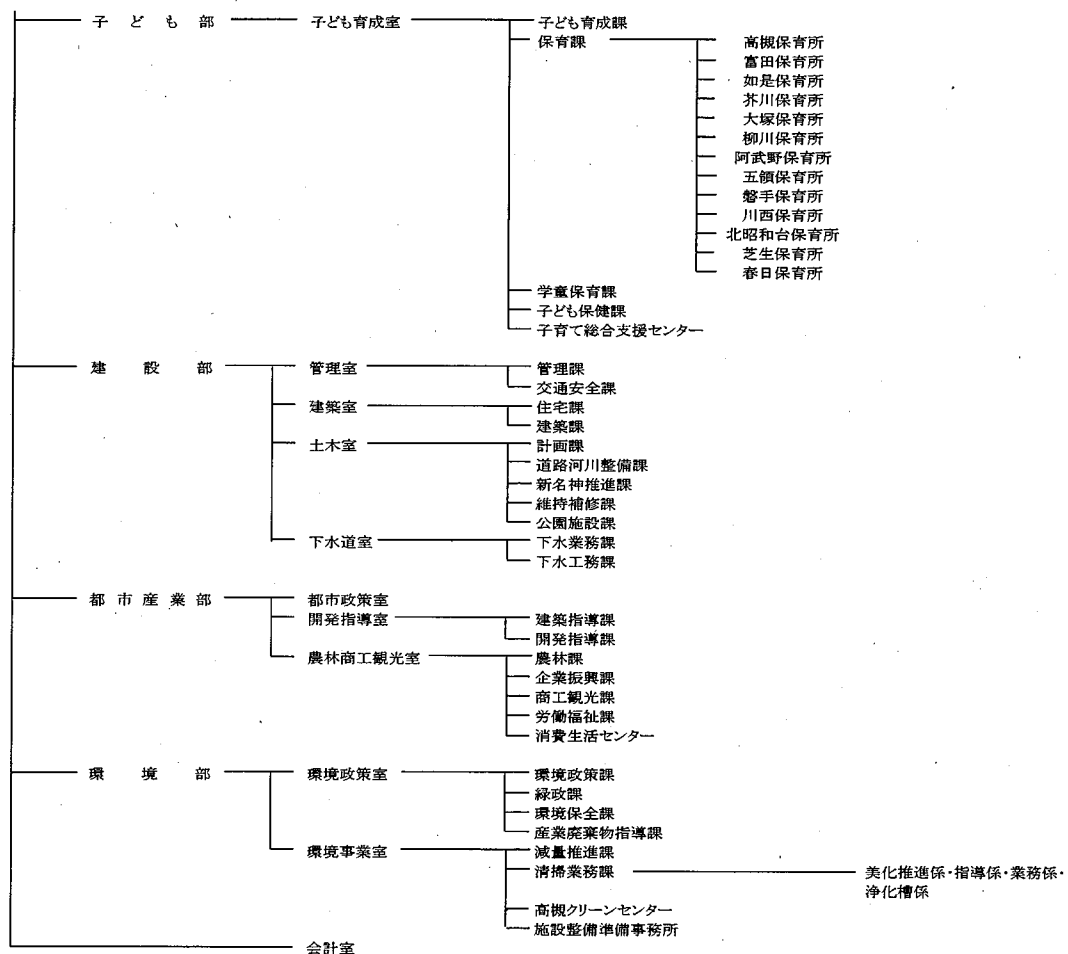 子ども部 子ども育成室 子ども育成課
保育課 高槻保育所
富田保育所
如是保育所
芥川保育所
大塚保育所
柳川保育所
阿武野保育所
五領保育所
磐手保育所
川西保育所
北昭和台保育所
芝生保育所
春日保育所
学童保育課
子ども保健課
子育て総合支援センター
建設部 管理室 管理課
交通安全課
建築室 住宅課
建築課
土木室 計画課
道路河川整備課
新名神推進課
維持補修課
公園施設課
下水道室 下水業務課
下水工務課
都市産業部 都市政策室
開発指導室 建築指導課
開発指導課
農林商工観光室 農林課
企業振興課
商工観光課
労働福祉課
消費生活センター
環境部 環境政策室 環境政策課
緑政課
環境保全課
産業廃棄物指導課
環境事業室 減量推進課
清掃業務課 美化推進係・指導係・業務係・
浄化槽係
高槻クリーンセンター
施設整備準備事務所
会計室